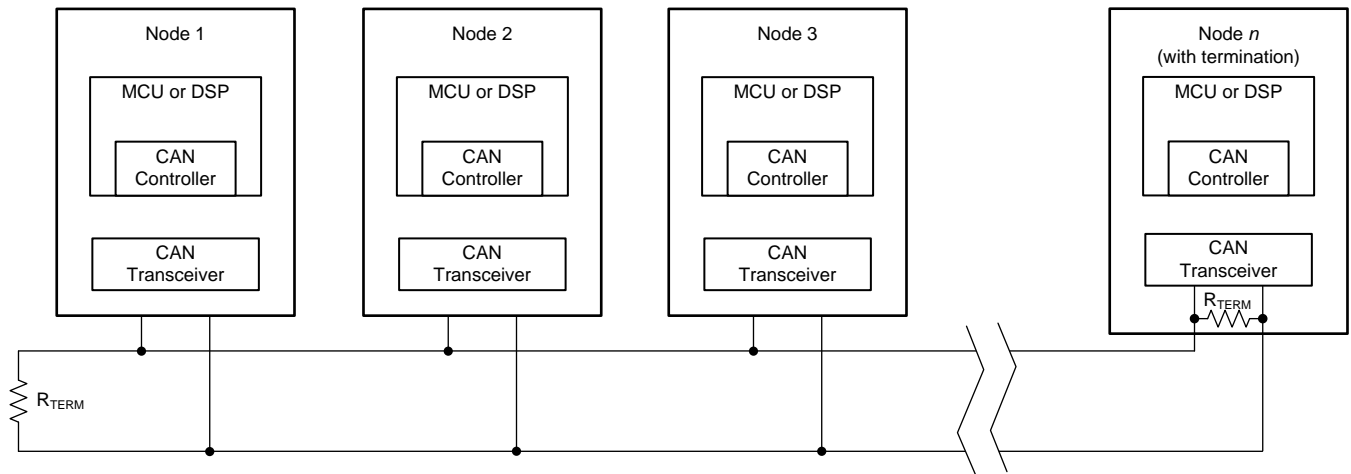 Node 1
MCU or DSP
CAN
Controller
CAN
Transceiver
Node 2
MCU or DSP
CAN
Controller
CAN
Transceiver
Node 3
MCU or DSP
CAN
Controller
CAN
Transceiver
Node n
(with termination)
MCU or DSP
CAN
Controller
CAN
Transceiver
RTERM
RTERM